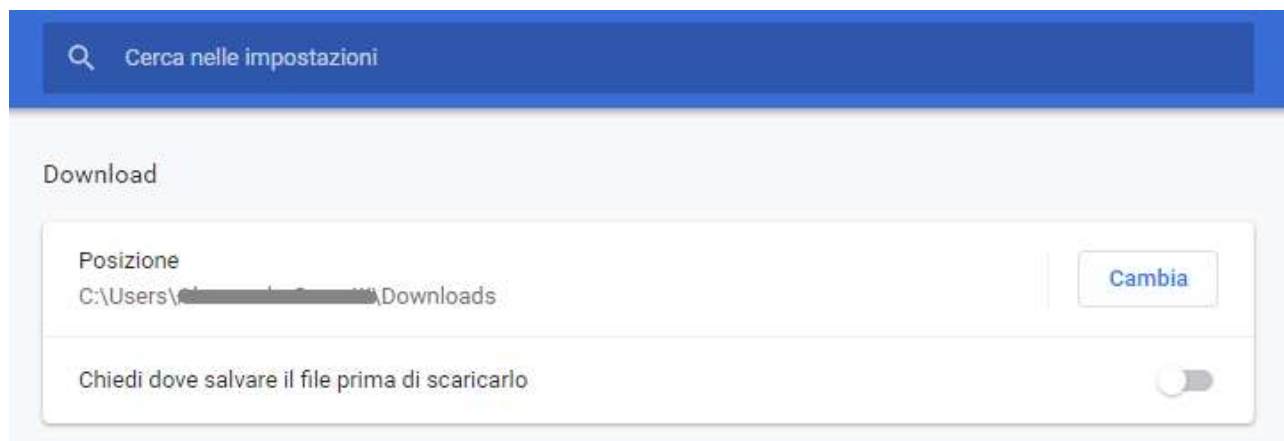 Cerca nelle impostazioni
Download
Posizione
C:\Users\ \Downloads
Cambia
Chiedi dove salvare il file prima di scaricarlo